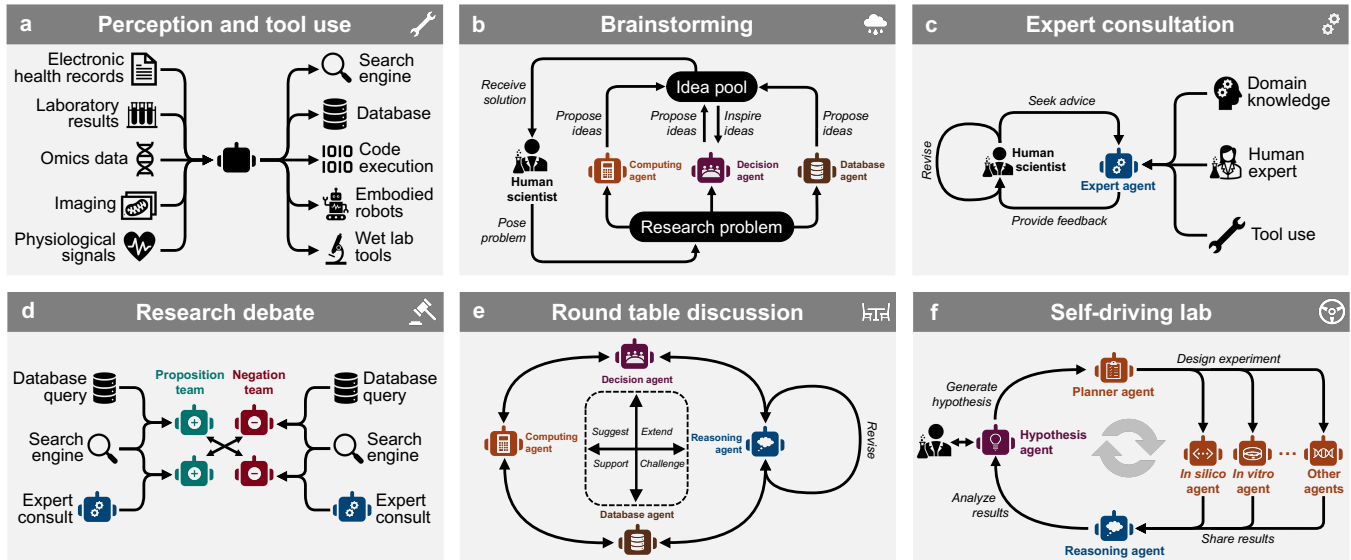 a Perception and tool use
Electronic
health records
Laboratory
results
Omics data
Imaging
Physiological
signals
Search
engine
Database
1010 Code
1010 execution
Embodied
robots
Wet lab
tools
b Brainstorming
Receive
solution
Idea pool
Propose
ideas
Propose
ideas
Inspire
ideas
Propose
ideas
Human
scientist
Computing
agent
Decision
agent
Database
agent
Pose
problem
Research problem
c Expert consultation
Seek advice
Revise
Human
scientist
Expert agent
Provide feedback
Domain
knowledge
Human
expert
Tool use
d Research debate
Database
query
Search
engine
Expert
consult
Proposition
team
Negation
team
Database
query
Search
engine
Expert
consult
e Round table discussion
Decision agent
Computing
agent
Suggest
Extend
Support
Challenge
Reasoning
agent
Revise
Database agent
f Self-driving lab
Generate
hypothesis
Planner agent
Design experiment
Hypothesis
agent
In silico
agent
In vitro
agent
...
Other
agents
Analyze
results
Reasoning agent
Share results